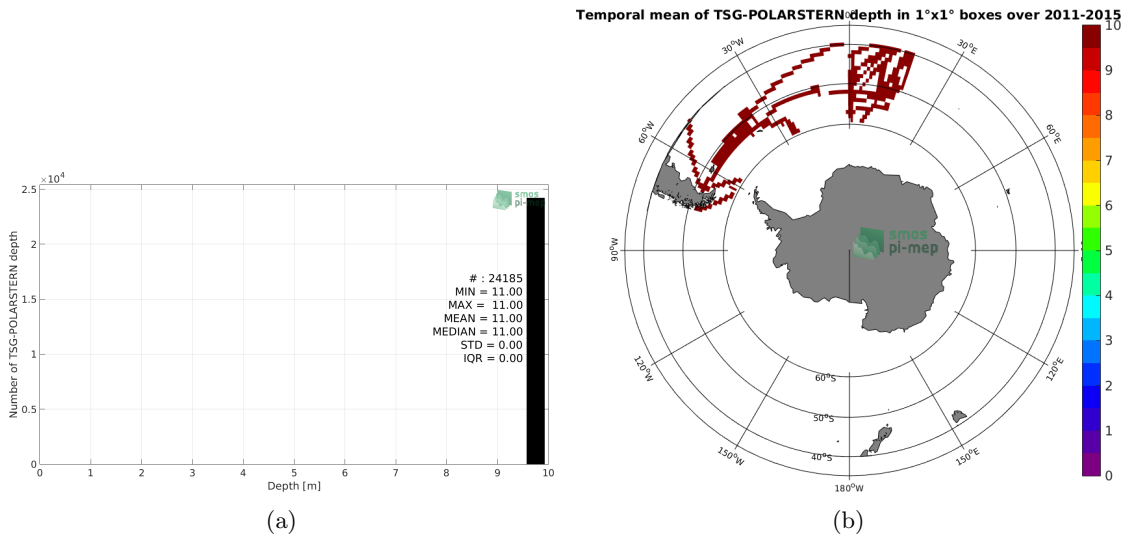 ×10⁴
2.5
2
1.5
1
0.5
0
0 1 2 3 4 5 6 7 8 9 10
Number of TSG-POLARSTERN depth
Depth [m]
smos
pi-mep
# : 24185
MIN = 11.00
MAX = 11.00
MEAN = 11.00
MEDIAN = 11.00
STD = 0.00
IQR = 0.00
(a)
Temporal mean of TSG-POLARSTERN depth in 1°x1° boxes over 2011-2015
30°W
30°E
60°W
60°E
90°W
120°W
120°E
150°W
150°E
180°W
60°S
50°S
40°S
smos
pi-mep
10
9
8
7
6
5
4
3
2
1
0
(b)